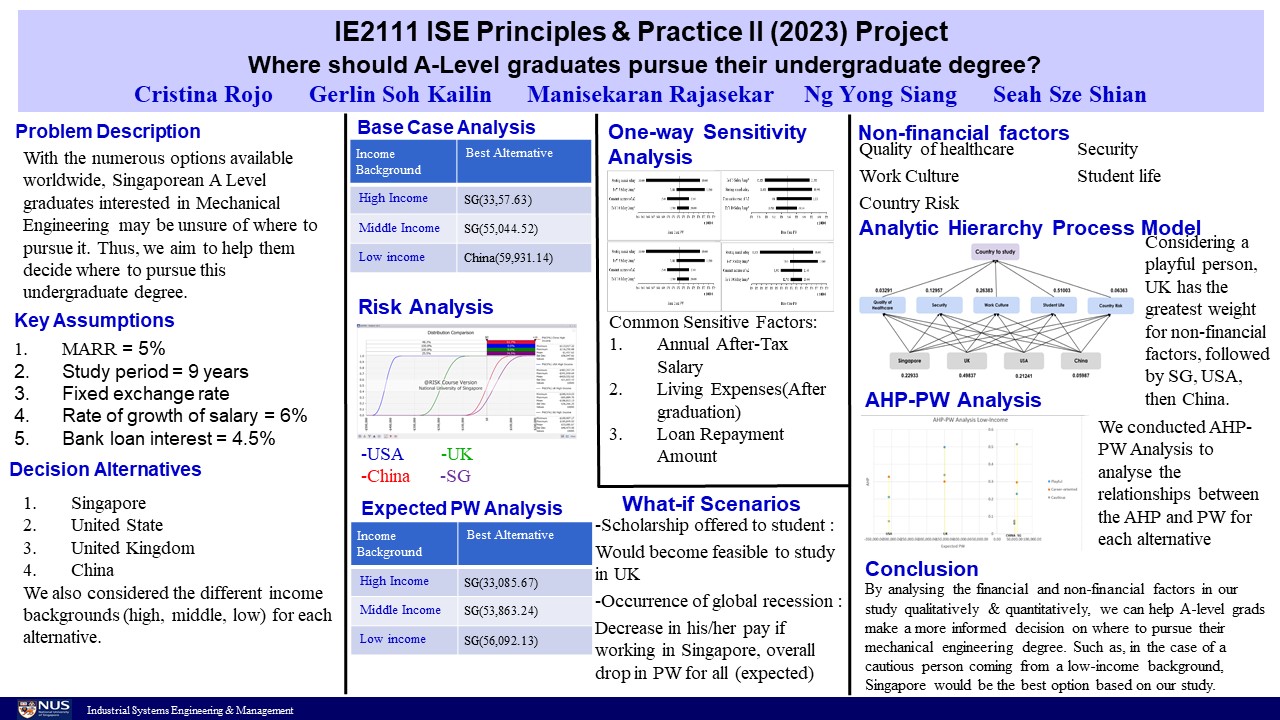 IE2111 ISE Principles & Practice II (2023) Project
Where should A-Level graduates pursue their undergraduate degree?
Cristina Rojo Gerlin Soh Kailin Manisekaran Rajasekar Ng Yong Siang Seah Sze Shian
Problem Description
With the numerous options available
worldwide, Singaporean A Level
graduates interested in Mechanical
Engineering may be unsure of where to
pursue it. Thus, we aim to help them
decide where to pursue this
undergraduate degree.
Key Assumptions
1. MARR = 5%
2. Study period = 9 years
3. Fixed exchange rate
4. Rate of growth of salary = 6%
5. Bank loan interest = 4.5%
Decision Alternatives
1. Singapore
2. United State
3. United Kingdom
4. China
We also considered the different income
backgrounds (high, middle, low) for each
alternative.
Base Case Analysis
Income Background Best Alternative
High Income SG(33,57.63)
Middle Income SG(55,044.52)
Low income China(59,931.14)
Risk Analysis
Distribution Comparison
@RISK Course Version
National University of Singapore
-USA -UK
-China -SG
Expected PW Analysis
Income Background Best Alternative
High Income SG(33,085.67)
Middle Income SG(53,863.24)
Low income SG(56,092.13)
One-way Sensitivity
Analysis
Common Sensitive Factors:
1. Annual After-Tax
Salary
2. Living Expenses(After
graduation)
3. Loan Repayment
Amount
What-if Scenarios
-Scholarship offered to student :
Would become feasible to study
in UK
-Occurrence of global recession :
Decrease in his/her pay if
working in Singapore, overall
drop in PW for all (expected)
Non-financial factors
Quality of healthcare Security
Work Culture Student life
Country Risk
Analytic Hierarchy Process Model
Country to study
0.03291 0.12957 0.26383 0.51003 0.06363
Quality of Healthcare Security Work Culture Student Life Country Risk
Singapore UK USA China
0.22933 0.49837 0.21241 0.05987
Considering a
playful person,
UK has the
greatest weight
for non-financial
factors, followed
by SG, USA,
then China.
AHP-PW Analysis
AHP-PW Analysis Low-Income
AHP
Expected PW
Playful
Career-oriented
Cautious
We conducted AHP-
PW Analysis to
analyse the
relationships between
the AHP and PW for
each alternative
Conclusion
By analysing the financial and non-financial factors in our
study qualitatively & quantitatively, we can help A-level grads
make a more informed decision on where to pursue their
mechanical engineering degree. Such as, in the case of a
cautious person coming from a low-income background,
Singapore would be the best option based on our study.
NUS
National University
of Singapore
Industrial Systems Engineering & Management